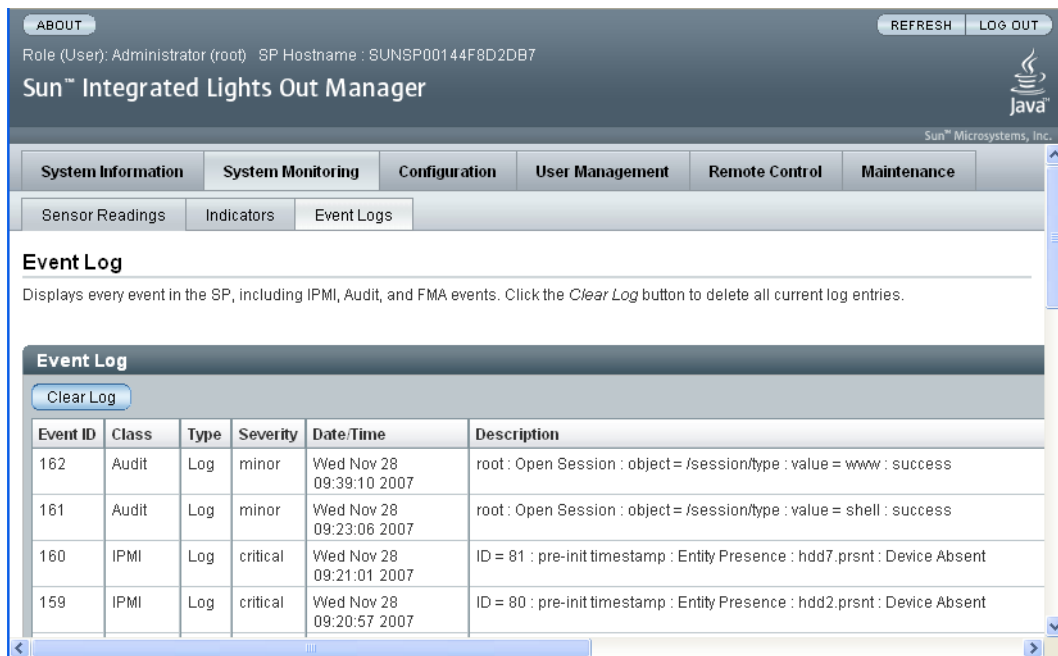 ABOUT REFRESH LOG OUT
Role (User): Administrator (root) SP Hostname : SUNSP00144F8D2DB7
Sun™ Integrated Lights Out Manager
Java™
Sun™ Microsystems, Inc.
System Information System Monitoring Configuration User Management Remote Control Maintenance
Sensor Readings Indicators Event Logs
Event Log
Displays every event in the SP, including IPMI, Audit, and FMA events. Click the Clear Log button to delete all current log entries.
Event Log
Clear Log
Event ID Class Type Severity Date/Time Description
162 Audit Log minor Wed Nov 28 root : Open Session : object = /session/type : value = www : success
09:39:10 2007
161 Audit Log minor Wed Nov 28 root : Open Session : object = /session/type : value = shell : success
09:23:06 2007
160 IPMI Log critical Wed Nov 28 ID = 81 : pre-init timestamp : Entity Presence : hdd7.prsnt : Device Absent
09:21:01 2007
159 IPMI Log critical Wed Nov 28 ID = 80 : pre-init timestamp : Entity Presence : hdd2.prsnt : Device Absent
09:20:57 2007